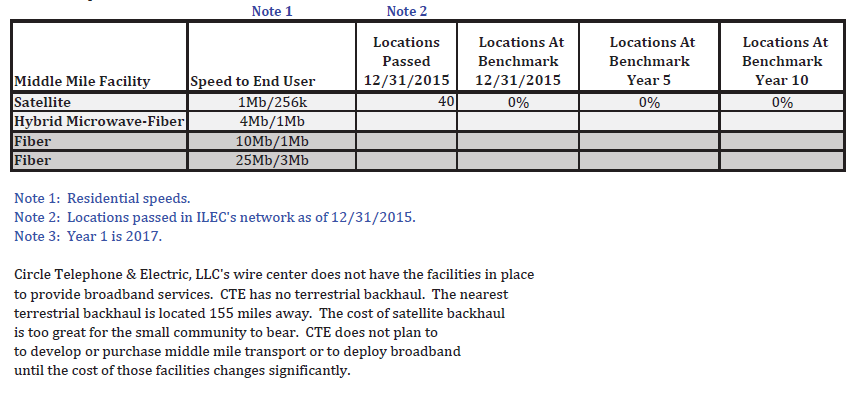 Note 1 Note 2
Locations Locations At Locations At Locations At
Passed Benchmark Benchmark Benchmark
Middle Mile Facility Speed to End User 12/31/2015 12/31/2015 Year 5 Year 10
Satellite 1Mb/256k 40 0% 0% 0%
Hybrid Microwave-Fiber 4Mb/1Mb
Fiber 10Mb/1Mb
Fiber 25Mb/3Mb
Note 1: Residential speeds.
Note 2: Locations passed in ILEC's network as of 12/31/2015.
Note 3: Year 1 is 2017.
Circle Telephone & Electric, LLC's wire center does not have the facilities in place
to provide broadband services. CTE has no terrestrial backhaul. The nearest
terrestrial backhaul is located 155 miles away. The cost of satellite backhaul
is too great for the small community to bear. CTE does not plan to
to develop or purchase middle mile transport or to deploy broadband
until the cost of those facilities changes significantly.